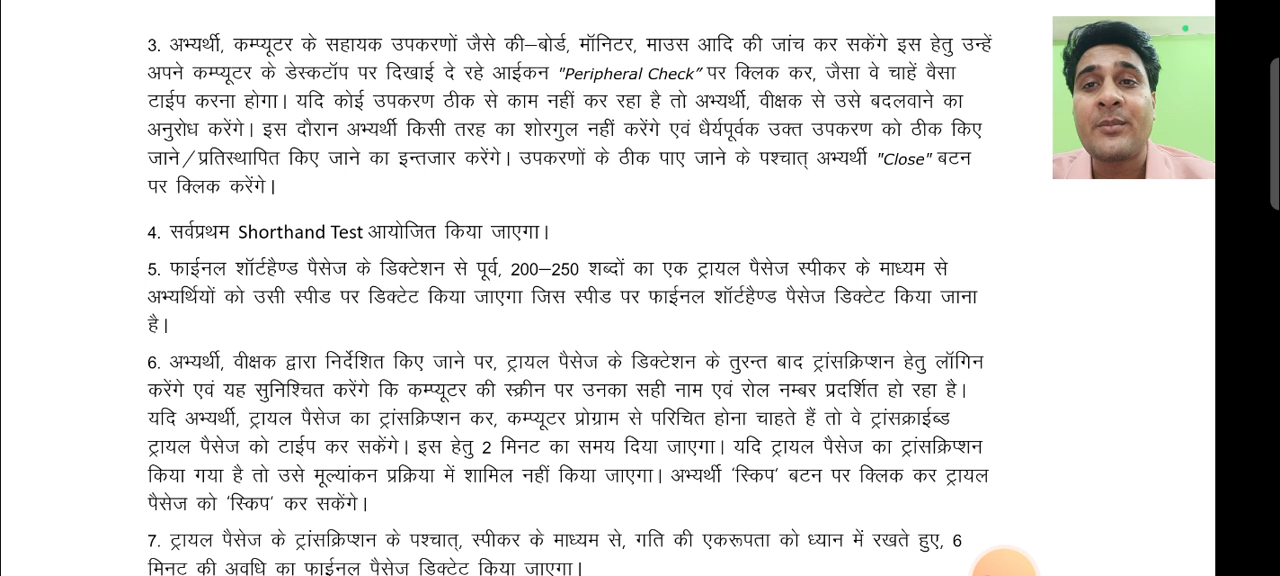 3. अभ्यर्थी, कम्प्यूटर के सहायक उपकरणों जैसे की–बोर्ड, मॉनिटर, माउस आदि की जांच कर सकेंगे इस हेतु उन्हें
अपने कम्प्यूटर के डेस्कटॉप पर दिखाई दे रहे आईकन "Peripheral Check" पर क्लिक कर, जैसा वे चाहें वैसा
टाईप करना होगा। यदि कोई उपकरण ठीक से काम नहीं कर रहा है तो अभ्यर्थी, वीक्षक से उसे बदलवाने का
अनुरोध करेंगे। इस दौरान अभ्यर्थी किसी तरह का शोरगुल नहीं करेंगे एवं धैर्यपूर्वक उक्त उपकरण को ठीक किए
जाने/प्रतिस्थापित किए जाने का इन्तजार करेंगे। उपकरणों के ठीक पाए जाने के पश्चात् अभ्यर्थी "Close" बटन
पर क्लिक करेंगे।
4. सर्वप्रथम Shorthand Test आयोजित किया जाएगा।
5. फाईनल शॉर्टहैण्ड पैसेज के डिक्टेशन से पूर्व, 200–250 शब्दों का एक ट्रायल पैसेज स्पीकर के माध्यम से
अभ्यर्थियों को उसी स्पीड पर डिक्टेट किया जाएगा जिस स्पीड पर फाईनल शॉर्टहैण्ड पैसेज डिक्टेट किया जाना
है।
6. अभ्यर्थी, वीक्षक द्वारा निर्देशित किए जाने पर, ट्रायल पैसेज के डिक्टेशन के तुरन्त बाद ट्रांसक्रिप्शन हेतु लॉगिन
करेंगे एवं यह सुनिश्चित करेंगे कि कम्प्यूटर की स्क्रीन पर उनका सही नाम एवं रोल नम्बर प्रदर्शित हो रहा है।
यदि अभ्यर्थी, ट्रायल पैसेज का ट्रांसक्रिप्शन कर, कम्प्यूटर प्रोग्राम से परिचित होना चाहते हैं तो वे ट्रांसक्राईब्ड
ट्रायल पैसेज को टाईप कर सकेंगे। इस हेतु 2 मिनट का समय दिया जाएगा। यदि ट्रायल पैसेज का ट्रांसक्रिप्शन
किया गया है तो उसे मूल्यांकन प्रक्रिया में शामिल नहीं किया जाएगा। अभ्यर्थी ‘स्किप’ बटन पर क्लिक कर ट्रायल
पैसेज को ‘स्किप’ कर सकेंगे।
7. ट्रायल पैसेज के ट्रांसक्रिप्शन के पश्चात्, स्पीकर के माध्यम से, गति की एकरूपता को ध्यान में रखते हुए, 6
मिनट की अवधि का फाईनल पैसेज डिक्टेट किया जाएगा।